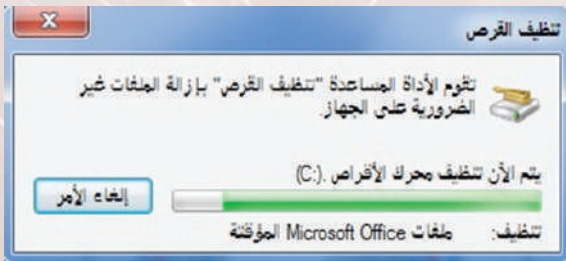 تنظيف القرص
تقوم الأداة المساعدة "تنظيف القرص" بإزالة الملفات غير
الضرورية على الجهاز.
يتم الآن تنظيف محرك الأقراص .(C:)
إلغاء الأمر
تنظيف: ملفات Microsoft Office المؤقتة